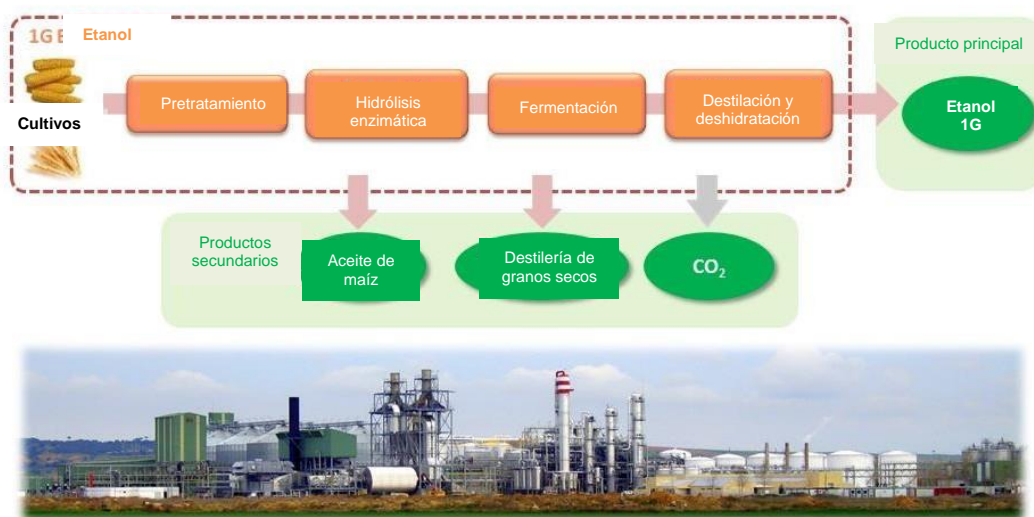 1G E Etanol
Cultivos
Pretratamiento
Hidrólisis
enzimática
Fermentación
Destilación y
deshidratación
Producto principal
Etanol
1G
Productos
secundarios
Aceite de
maíz
Destilería de
granos secos
CO₂